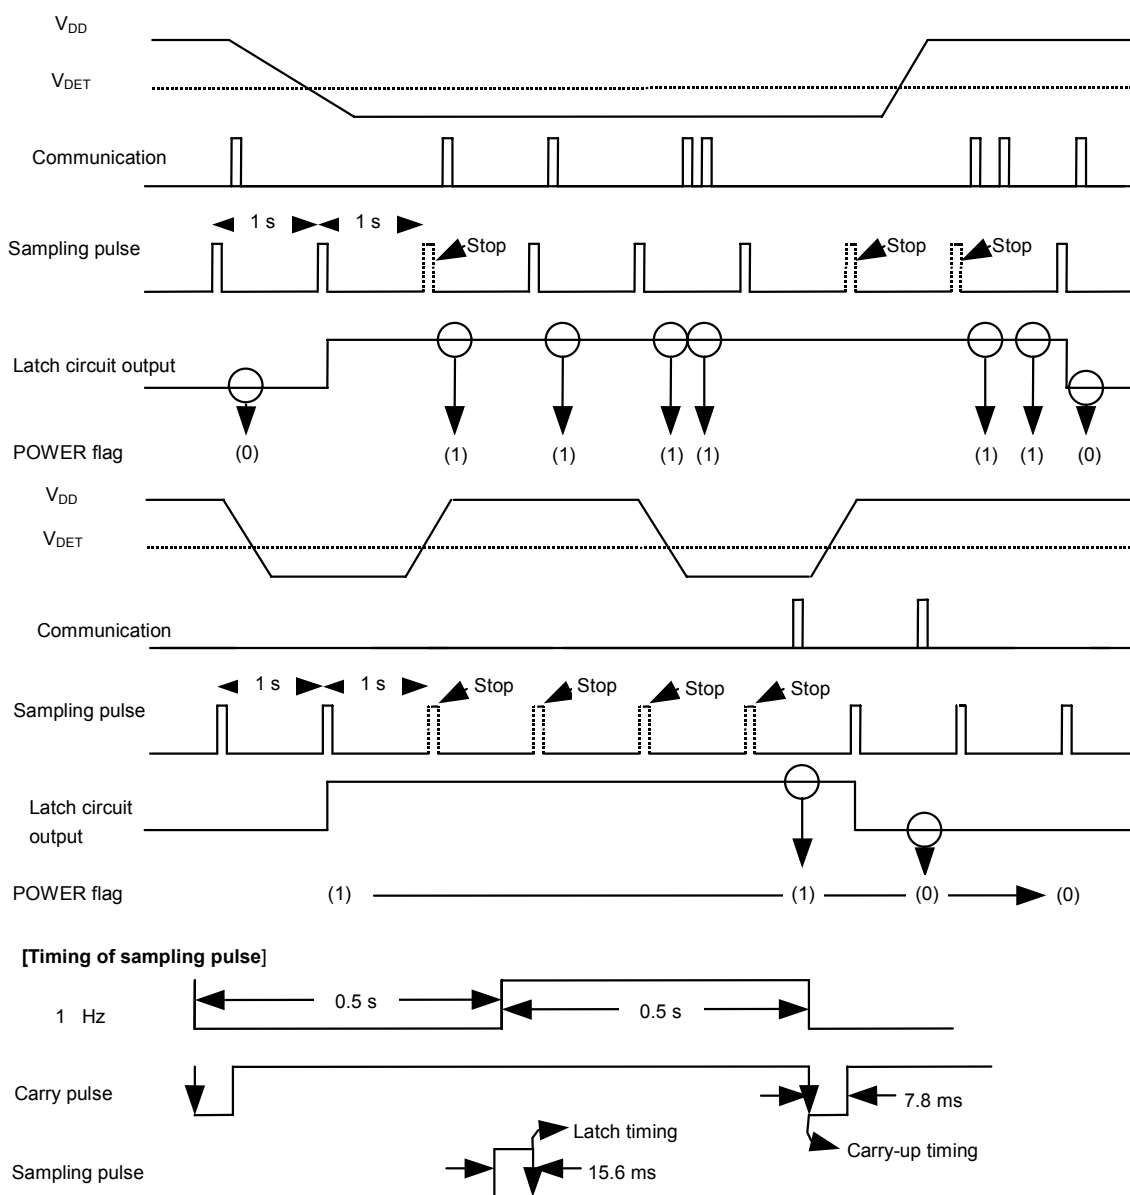 VDD
VDET
Communication
1 s 1 s
Sampling pulse Stop Stop Stop
Latch circuit output
POWER flag (0) (1) (1) (1) (1) (1) (1) (0)
VDD
VDET
Communication
1 s 1 s Stop Stop Stop Stop
Sampling pulse
Latch circuit
output
POWER flag (1) (1) (0) (0)
[Timing of sampling pulse]
1 Hz 0.5 s 0.5 s
Carry pulse 7.8 ms
Latch timing
Carry-up timing
Sampling pulse 15.6 ms